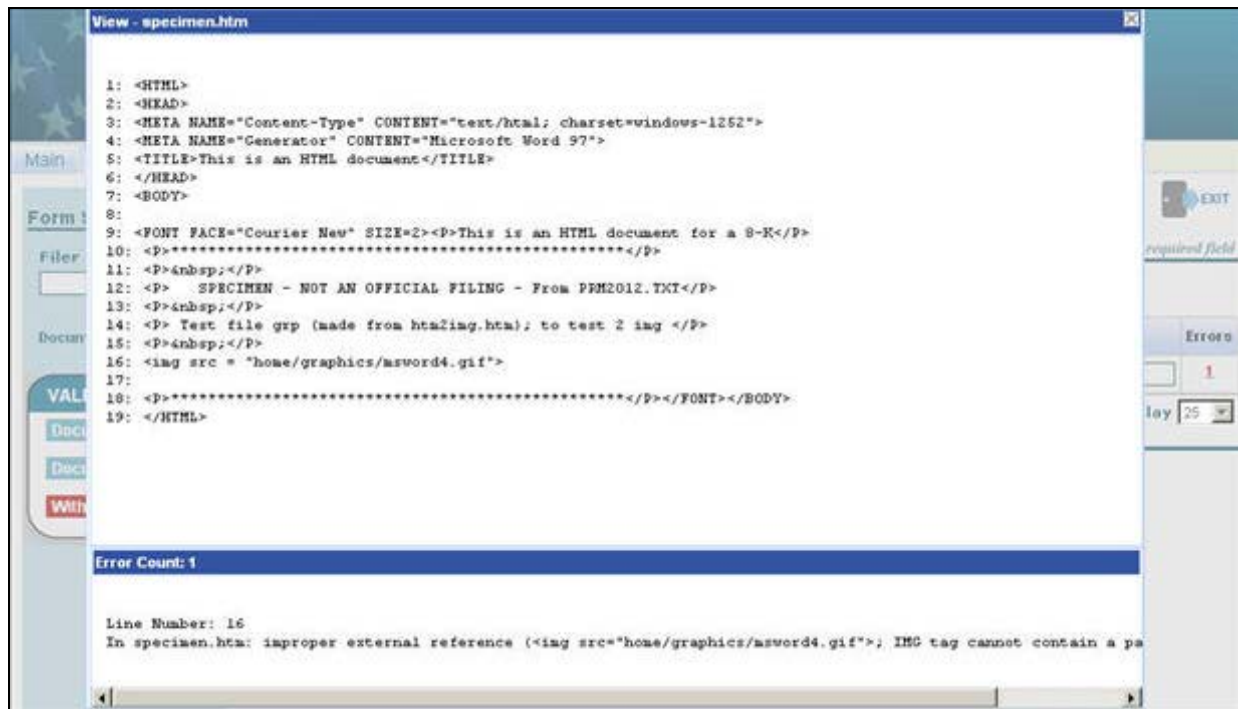 View - specimen.htm
1: <HTML>
2: <HEAD>
3: <META NAME="Content-Type" CONTENT="text/html; charset=windows-1252">
4: <META NAME="Generator" CONTENT="Microsoft Word 97">
5: <TITLE>This is an HTML document</TITLE>
6: </HEAD>
7: <BODY>
8:
9: <FONT FACE="Courier New" SIZE=2><P>This is an HTML document for a 8-K</P>
10: <P>****************************************************</P>
11: <P>&nbsp;</P>
12: <P>   SPECIMEN - NOT AN OFFICIAL FILING - From PRM2012.TXT</P>
13: <P>&nbsp;</P>
14: <P> Test file grp (made from htm2img.htm); to test 2 img </P>
15: <P>&nbsp;</P>
16: <img src = "home/graphics/msword4.gif">
17:
18: <P>****************************************************</P></FONT></BODY>
19: </HTML>
Main
Form S
Filer
Docum
VALI
Docu
Docu
With
EXIT
required field
Errors
1
lay 25
Error Count: 1
Line Number: 16
In specimen.htm: improper external reference (<img src="home/graphics/msword4.gif">; IMG tag cannot contain a pa